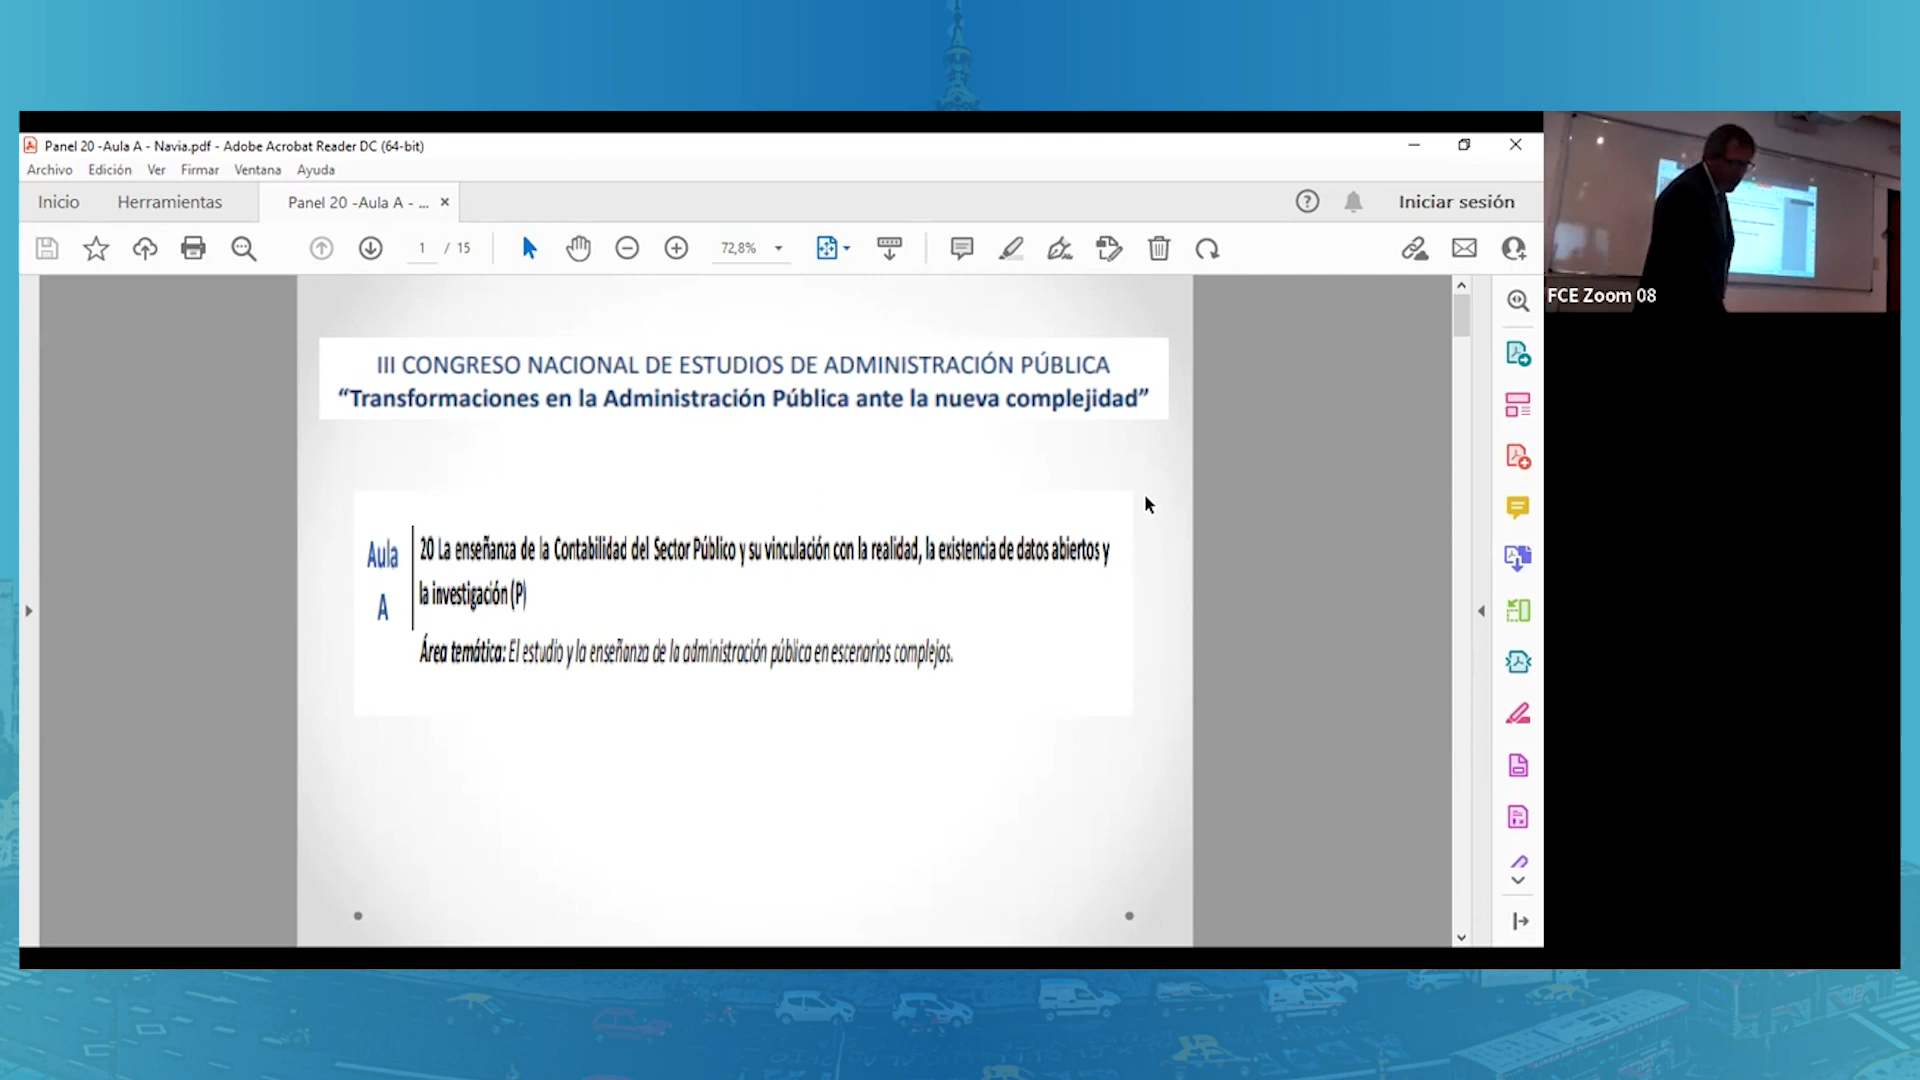 Panel 20 -Aula A - Navia.pdf - Adobe Acrobat Reader DC (64-bit)
Archivo Edición Ver Firmar Ventana Ayuda
Inicio Herramientas Panel 20 -Aula A - ... Iniciar sesión
1 / 15 72,8%
III CONGRESO NACIONAL DE ESTUDIOS DE ADMINISTRACIÓN PÚBLICA
“Transformaciones en la Administración Pública ante la nueva complejidad”
Aula
A
20 La enseñanza de la Contabilidad del Sector Público y su vinculación con la realidad, la existencia de datos abiertos y
la investigación (P)
Área temática: El estudio y la enseñanza de la administración pública en escenarios complejos.
FCE Zoom 08